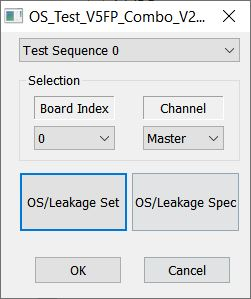 OS_Test_V5FP_Combo_V2...
Test Sequence 0
Selection
Board Index Channel
0 Master
OS/Leakage Set OS/Leakage Spec
OK Cancel